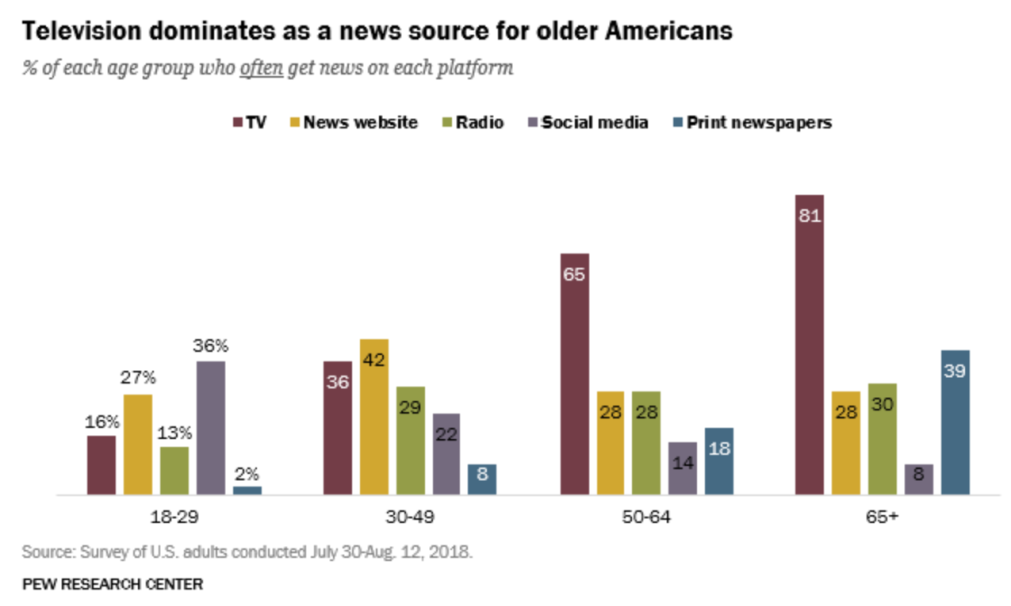 Television dominates as a news source for older Americans
% of each age group who often get news on each platform
TV News website Radio Social media Print newspapers
16% 27% 13% 36% 2%
36 42 29 22 8
65 28 28 14 18
81 28 30 8 39
18-29 30-49 50-64 65+
Source: Survey of U.S. adults conducted July 30-Aug. 12, 2018.
PEW RESEARCH CENTER